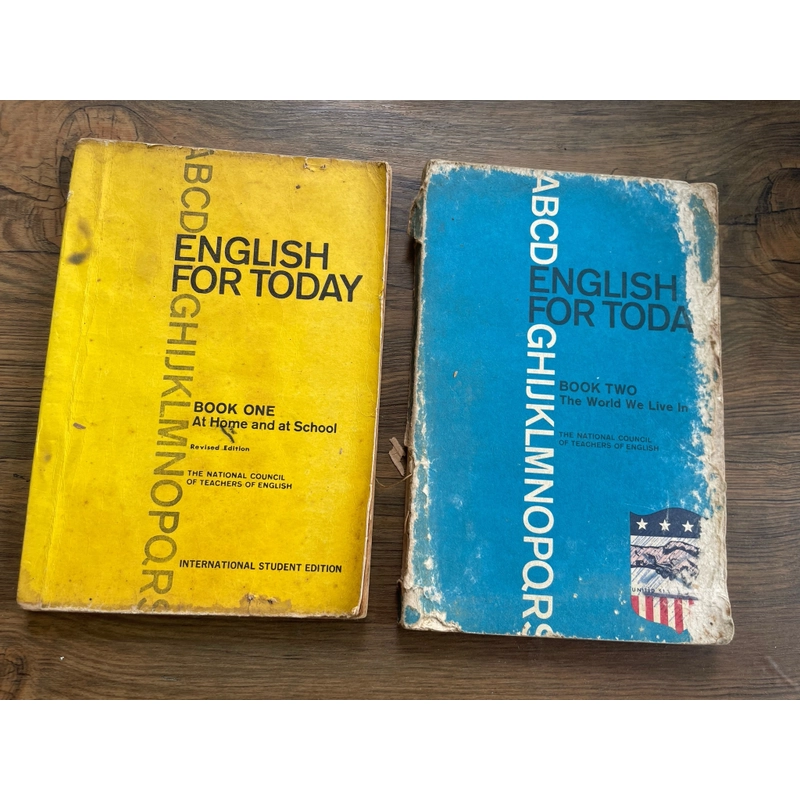 ABCD
GHIJKLMNOPQRS
ENGLISH
FOR TODAY
BOOK ONE
At Home and at School
Revised Edition
THE NATIONAL COUNCIL
OF TEACHERS OF ENGLISH
INTERNATIONAL STUDENT EDITION
ABCD
GHIJKLMNOPQRS
ENGLISH
FOR TODA
BOOK TWO
The World We Live In
THE NATIONAL COUNCIL
OF TEACHERS OF ENGLISH
UNITED